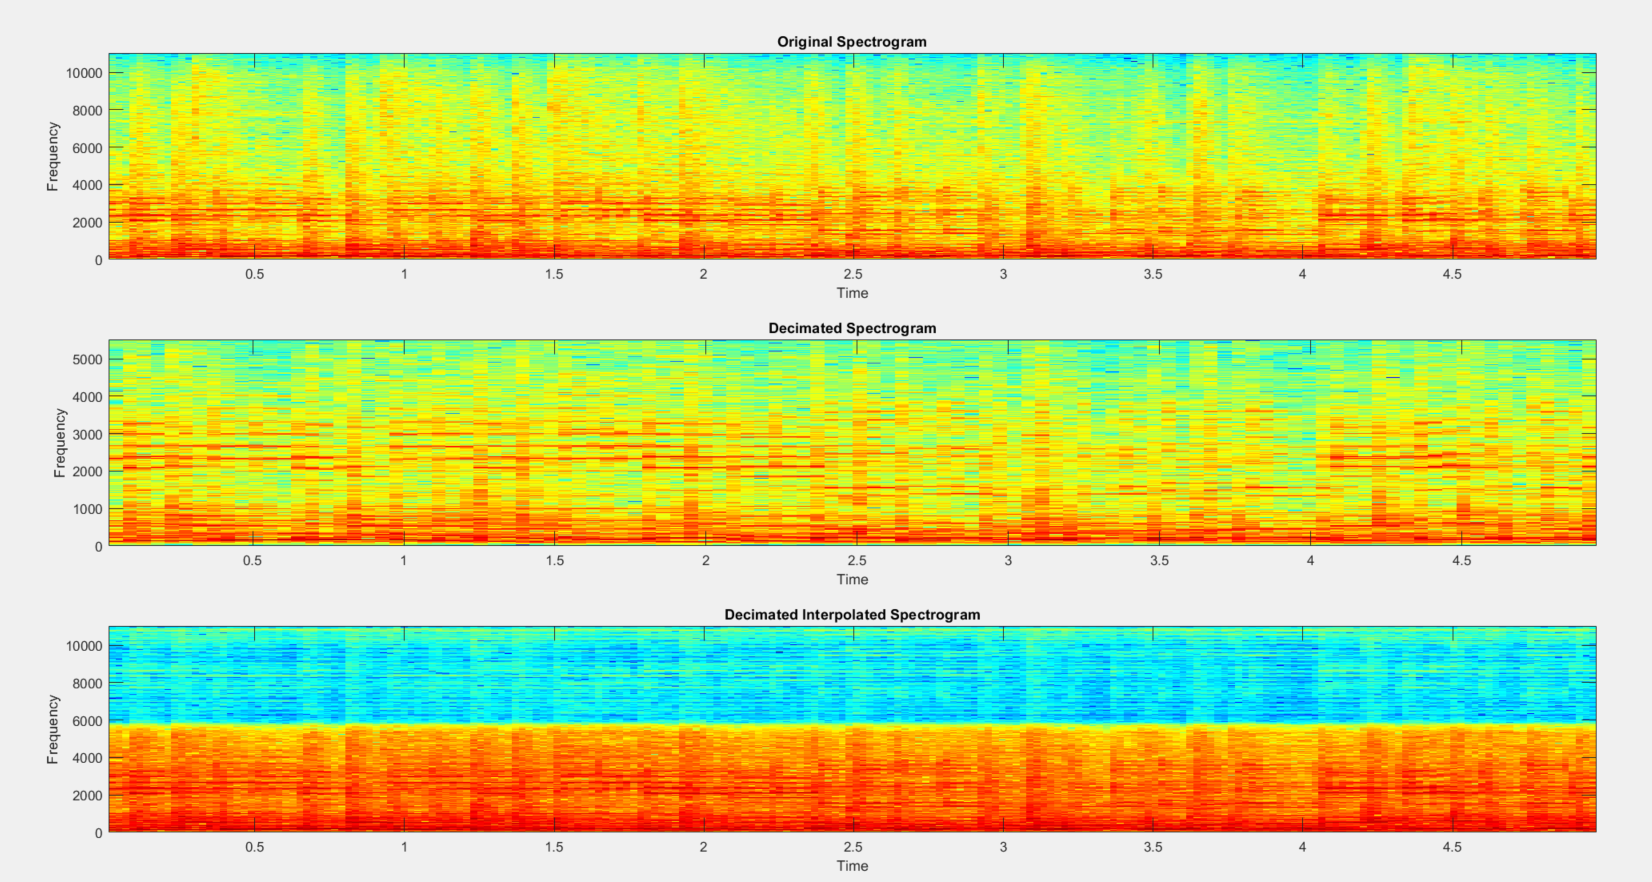 Original Spectrogram
10000
8000
6000
4000
2000
0
Frequency
0.5 1 1.5 2 2.5 3 3.5 4 4.5
Time
Decimated Spectrogram
5000
4000
3000
2000
1000
0
Frequency
0.5 1 1.5 2 2.5 3 3.5 4 4.5
Time
Decimated Interpolated Spectrogram
10000
8000
6000
4000
2000
0
Frequency
0.5 1 1.5 2 2.5 3 3.5 4 4.5
Time